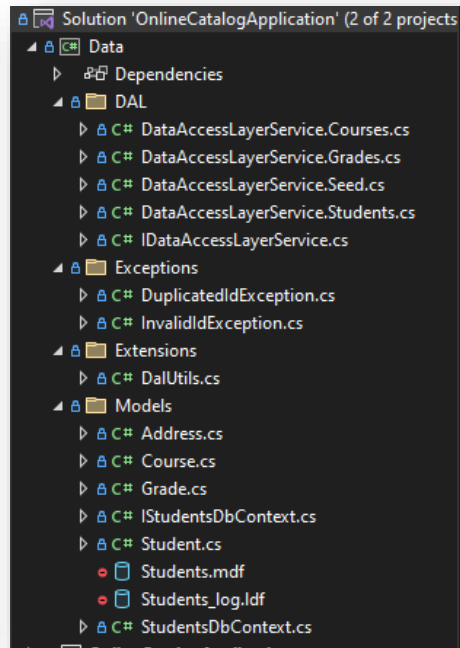 Solution 'OnlineCatalogApplication' (2 of 2 projects
C# Data
Dependencies
DAL
C# DataAccessLayerService.Courses.cs
C# DataAccessLayerService.Grades.cs
C# DataAccessLayerService.Seed.cs
C# DataAccessLayerService.Students.cs
C# IDataAccessLayerService.cs
Exceptions
C# DuplicatedIdException.cs
C# InvalidIdException.cs
Extensions
C# DalUtils.cs
Models
C# Address.cs
C# Course.cs
C# Grade.cs
C# IStudentsDbContext.cs
C# Student.cs
Students.mdf
Students_log.ldf
C# StudentsDbContext.cs